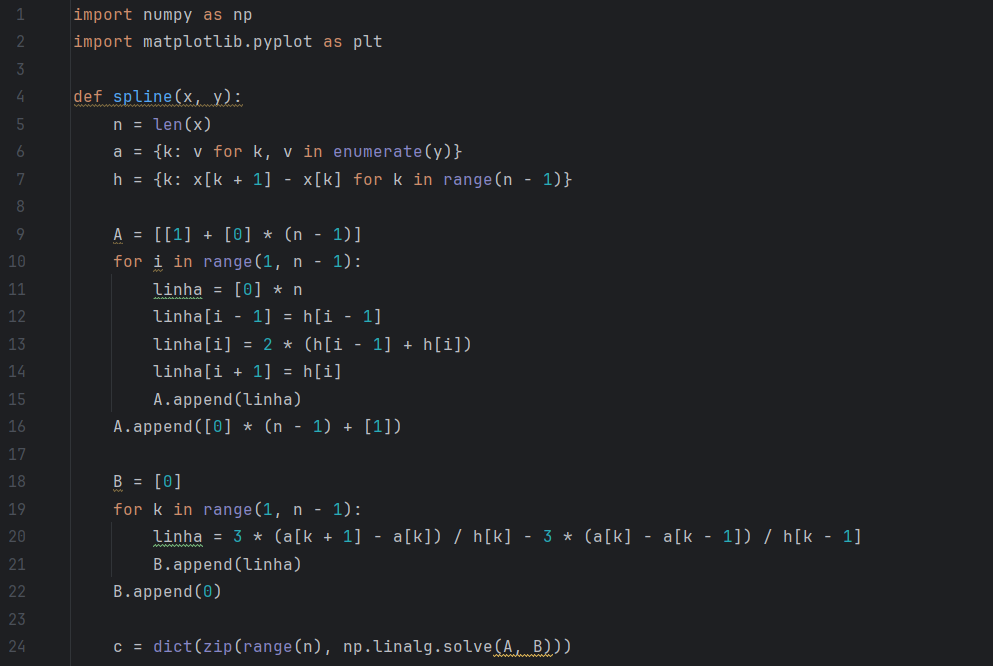 1 import numpy as np
2 import matplotlib.pyplot as plt
3
4 def spline(x, y):
5     n = len(x)
6     a = {k: v for k, v in enumerate(y)}
7     h = {k: x[k + 1] - x[k] for k in range(n - 1)}
8
9     A = [[1] + [0] * (n - 1)]
10     for i in range(1, n - 1):
11         linha = [0] * n
12         linha[i - 1] = h[i - 1]
13         linha[i] = 2 * (h[i - 1] + h[i])
14         linha[i + 1] = h[i]
15         A.append(linha)
16     A.append([0] * (n - 1) + [1])
17
18     B = [0]
19     for k in range(1, n - 1):
20         linha = 3 * (a[k + 1] - a[k]) / h[k] - 3 * (a[k] - a[k - 1]) / h[k - 1]
21         B.append(linha)
22     B.append(0)
23
24     c = dict(zip(range(n), np.linalg.solve(A, B)))